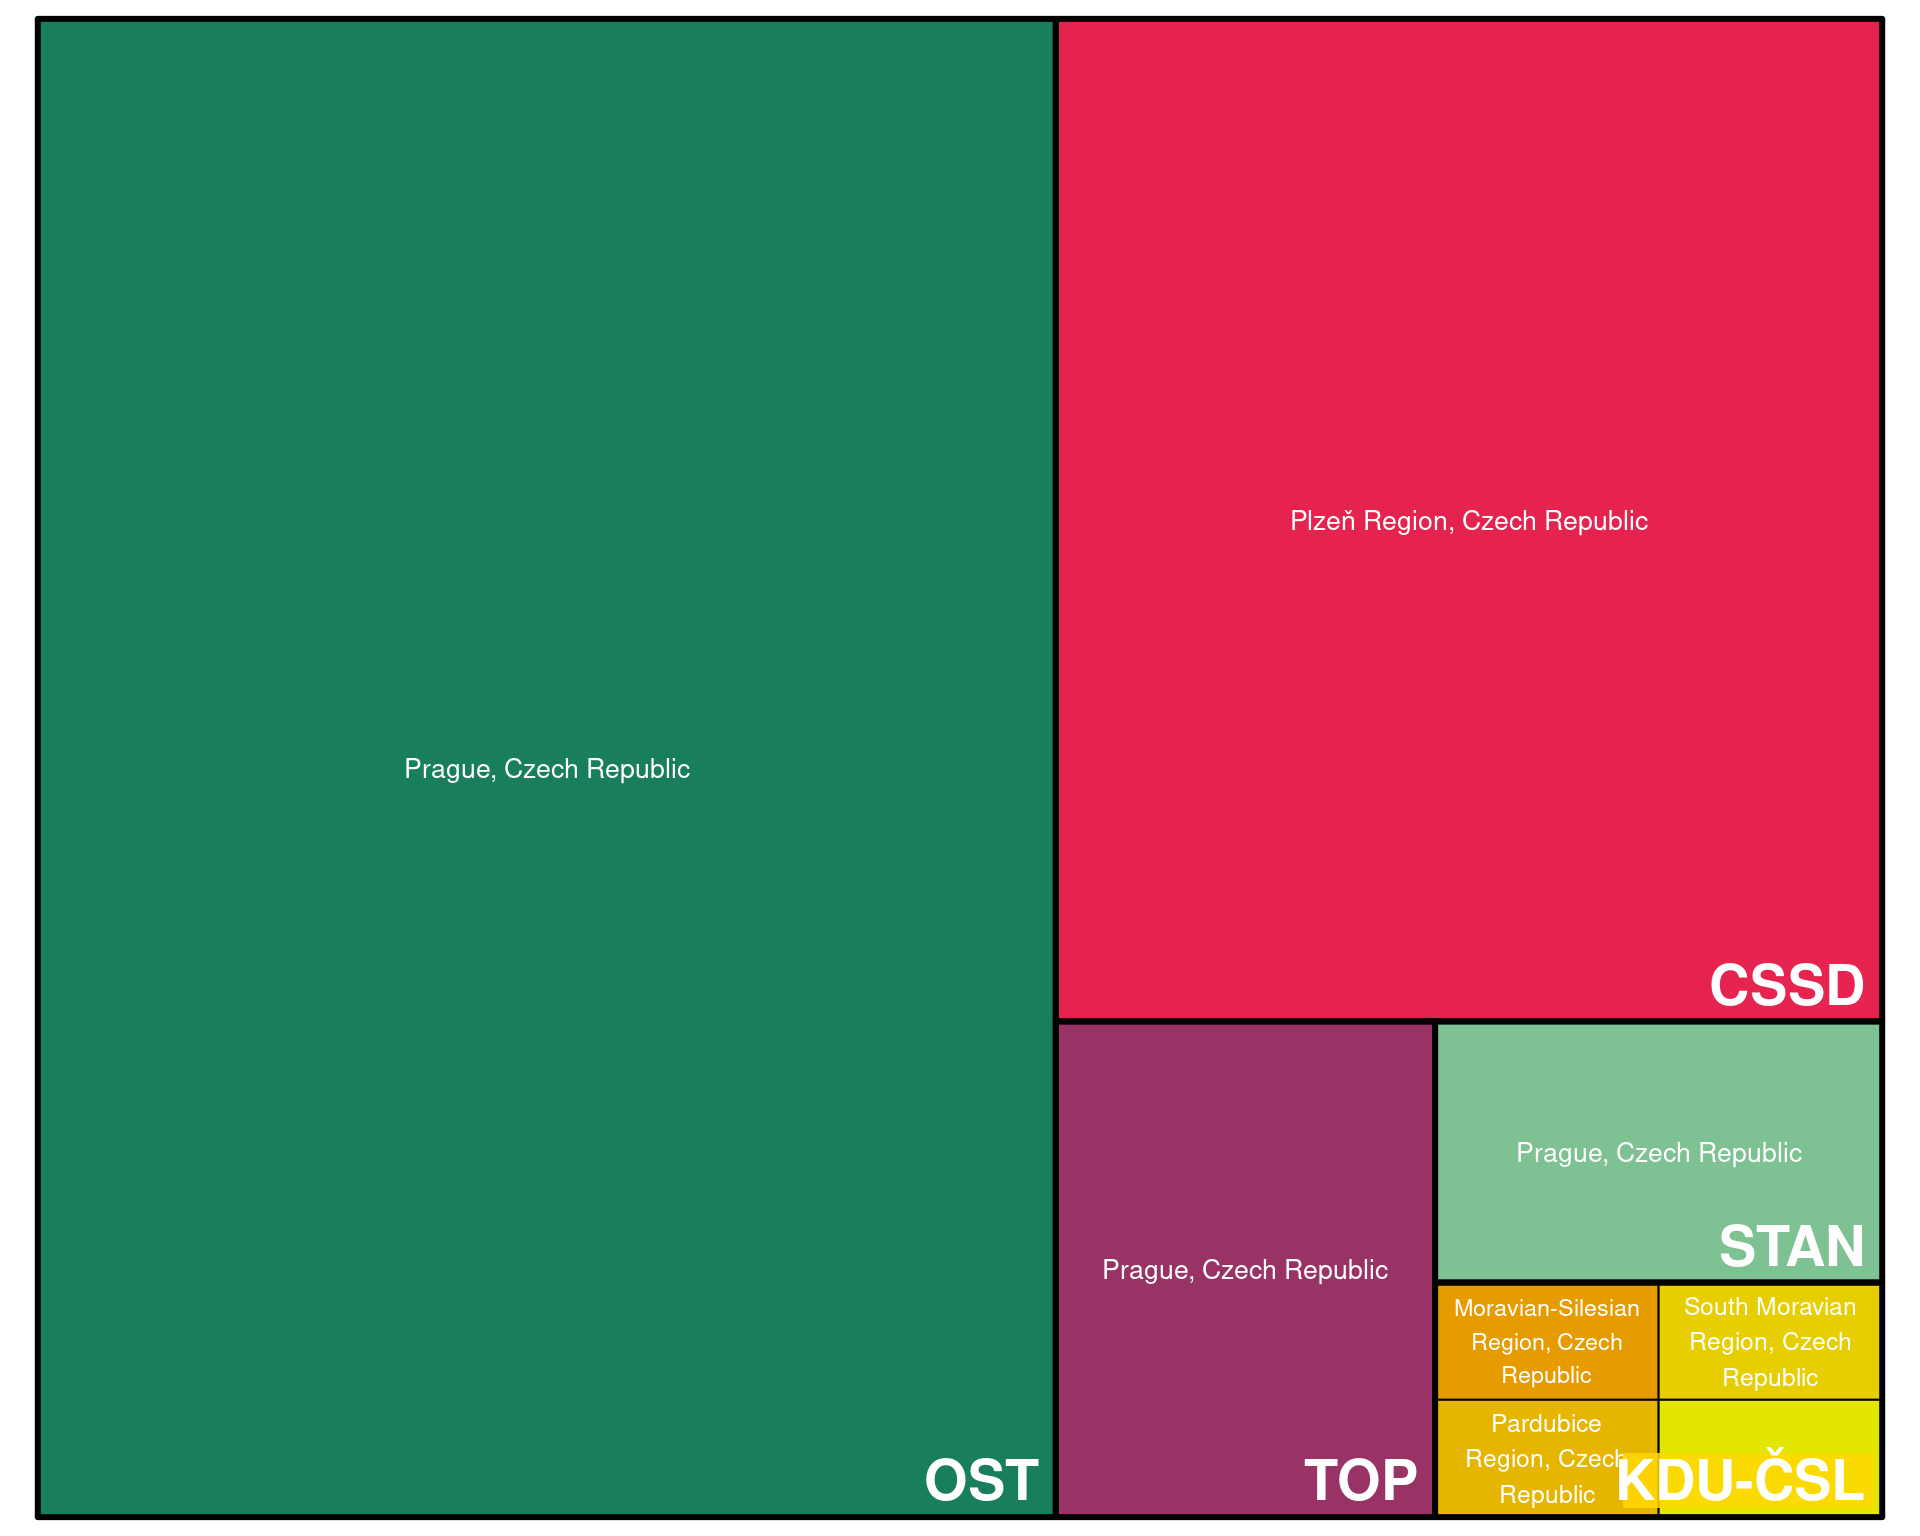 Prague, Czech Republic
OST
Plzeň Region, Czech Republic
CSSD
Prague, Czech Republic
TOP
Prague, Czech Republic
STAN
Moravian-Silesian
Region, Czech
Republic
South Moravian
Region, Czech
Republic
Pardubice
Region, Czech
Republic
KDU-ČSL